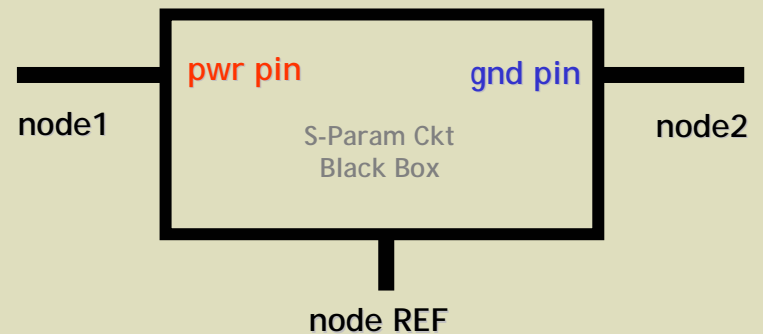 pwr pin
gnd pin
node1
node2
S-Param Ckt
Black Box
node REF